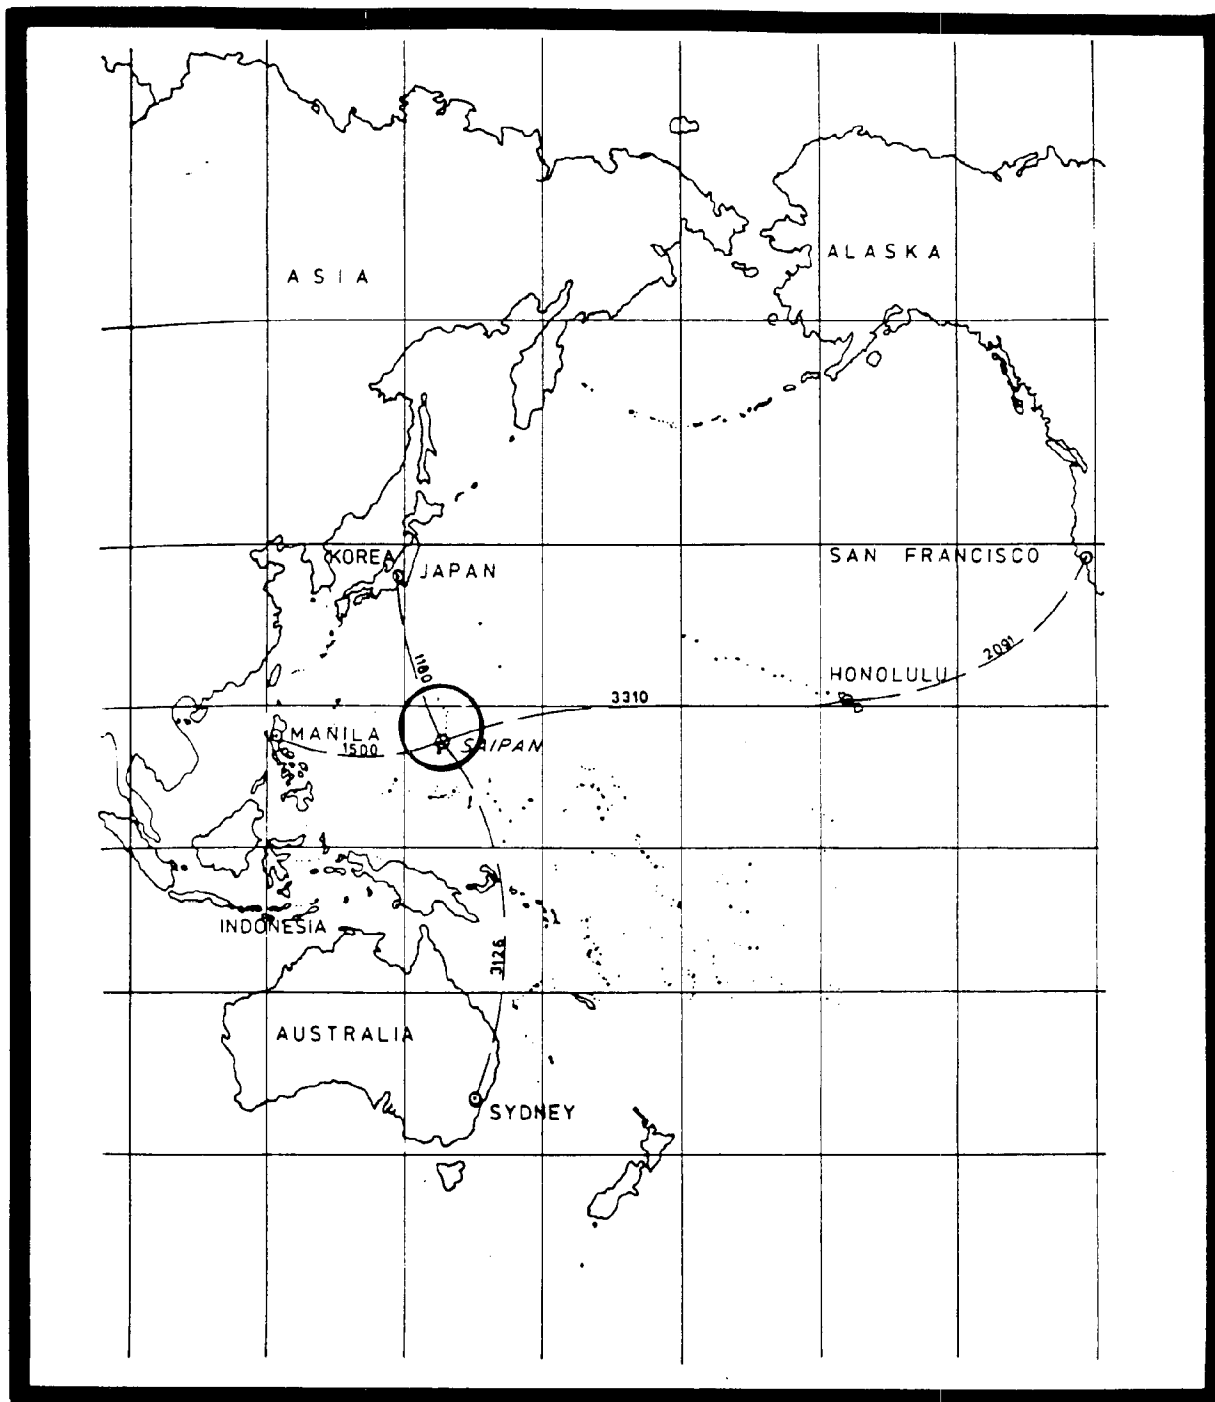 ALASKA
ASIA
KOREA
JAPAN
SAN FRANCISCO
2091
1180
HONOLULU
3310
MANILA
1500
SAIPAN
INDONESIA
3126
AUSTRALIA
SYDNEY